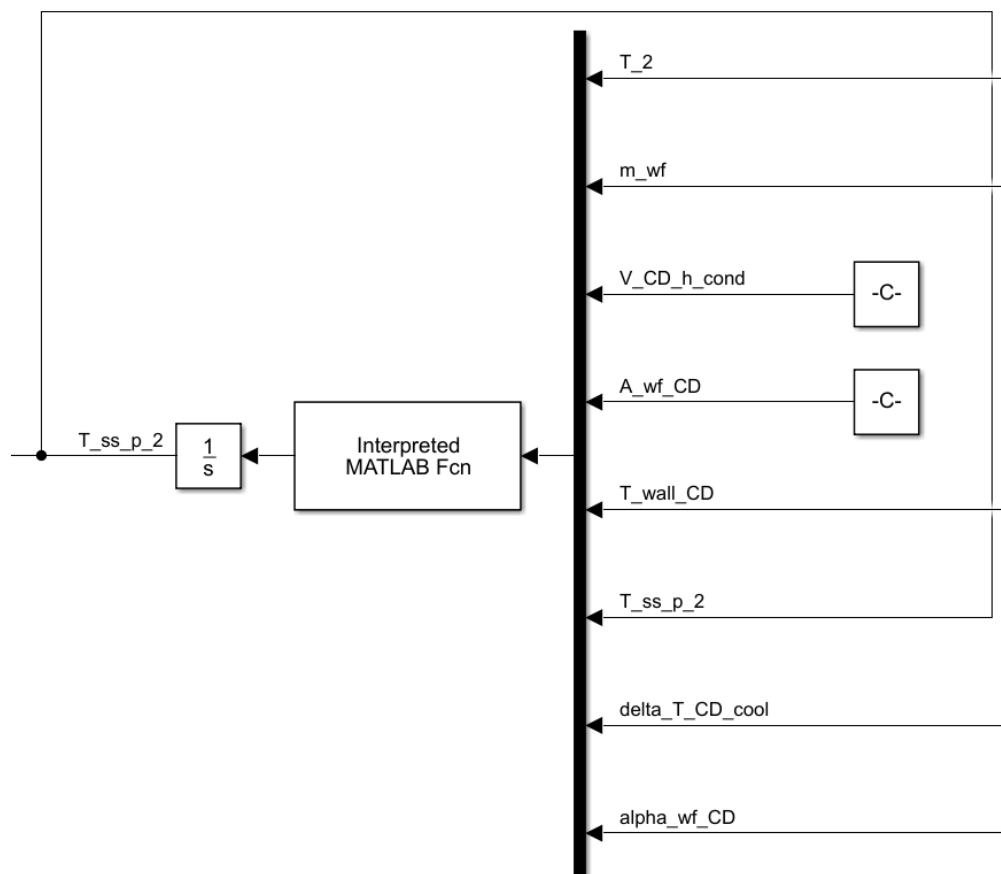 T_2
m_wf
V_CD_h_cond
-C-
A_wf_CD
-C-
T_ss_p_2
1
s
Interpreted
MATLAB Fcn
T_wall_CD
T_ss_p_2
delta_T_CD_cool
alpha_wf_CD